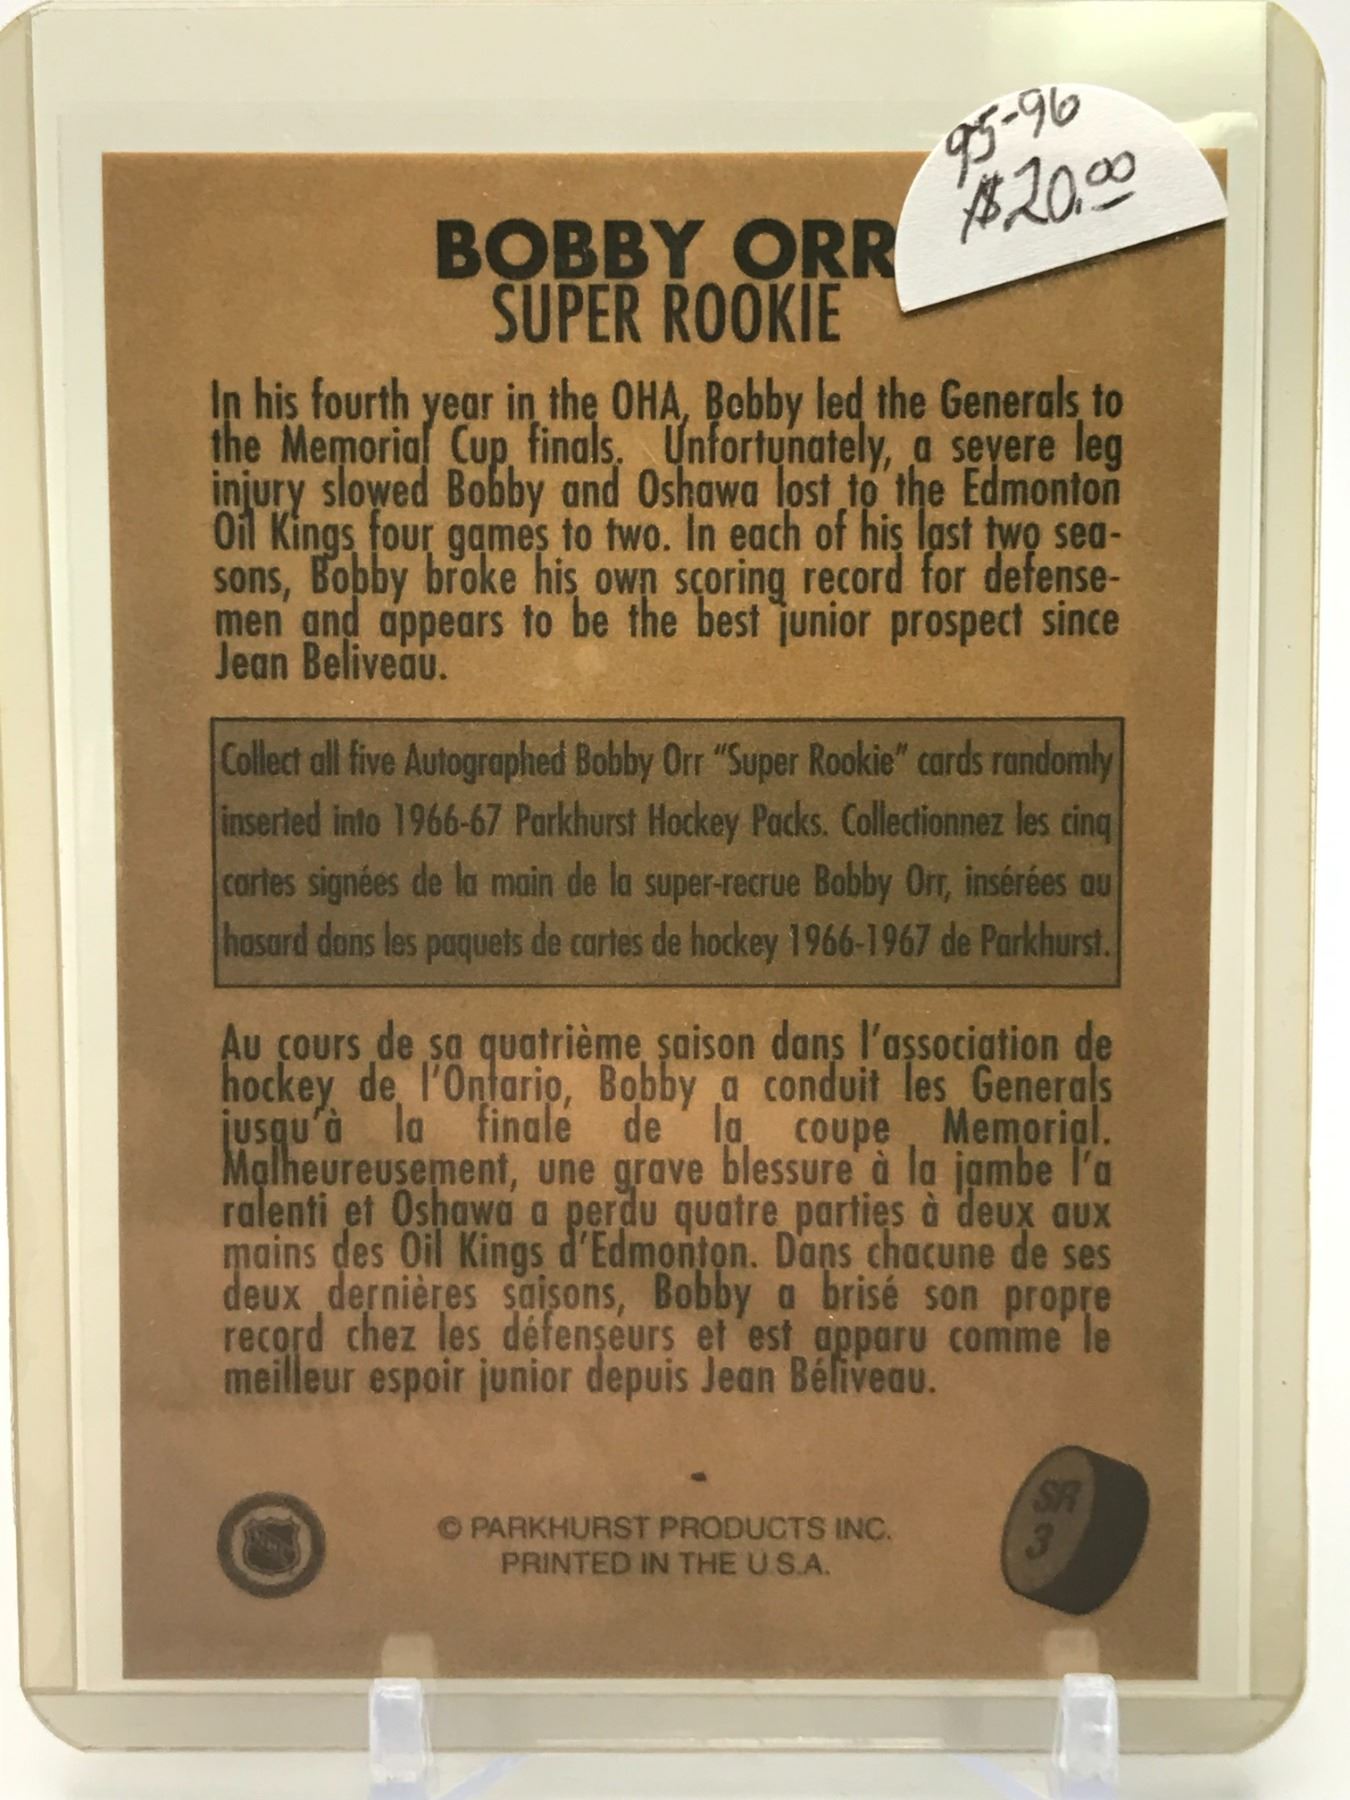 95-96
$20.00
BOBBY ORR
SUPER ROOKIE
In his fourth year in the OHA, Bobby led the Generals to
the Memorial Cup finals. Unfortunately, a severe leg
injury slowed Bobby and Oshawa lost to the Edmonton
Oil Kings four games to two. In each of his last two sea-
sons, Bobby broke his own scoring record for defense-
men and appears to be the best junior prospect since
Jean Beliveau.
Collect all five Autographed Bobby Orr "Super Rookie" cards randomly
inserted into 1966-67 Parkhurst Hockey Packs. Collectionnez les cinq
cartes signées de la main de la super-recrue Bobby Orr, insérées au
hasard dans les paquets de cartes de hockey 1966-1967 de Parkhurst.
Au cours de sa quatrième saison dans l'association de
hockey de l'Ontario, Bobby a conduit les Generals
jusqu'à la finale de la coupe Memorial.
Malheureusement, une grave blessure à la jambe l'a
ralenti et Oshawa a perdu quatre parties à deux aux
mains des Oil Kings d'Edmonton. Dans chacune de ses
deux dernières saisons, Bobby a brisé son propre
record chez les défenseurs et est apparu comme le
meilleur espoir junior depuis Jean Béliveau.
© PARKHURST PRODUCTS INC.
PRINTED IN THE U.S.A.
SR
3